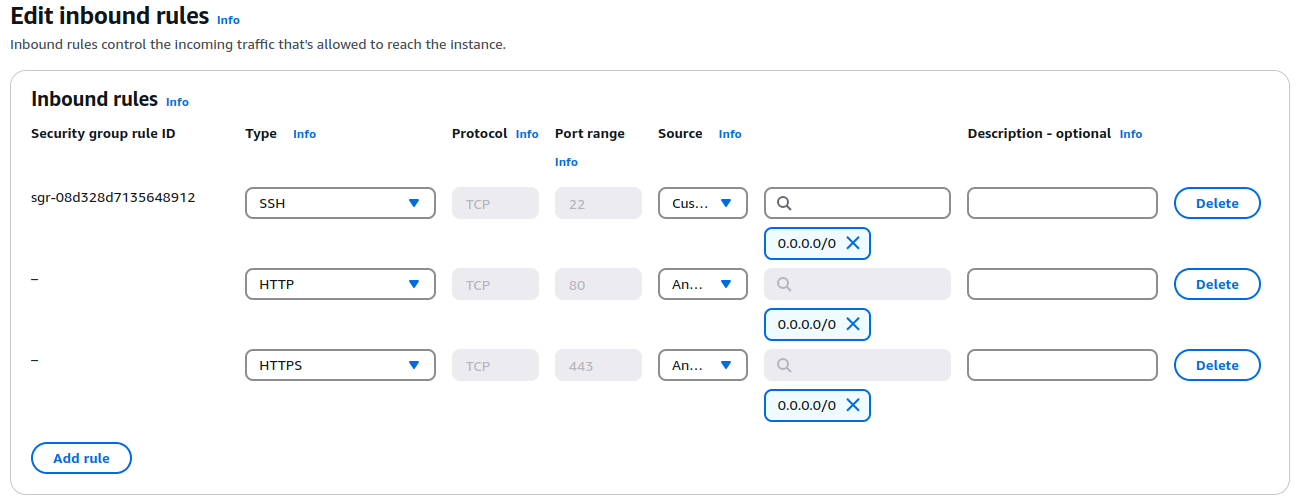 Edit inbound rules Info
Inbound rules control the incoming traffic that's allowed to reach the instance.
Inbound rules Info
Security group rule ID Type Info Protocol Info Port range Info Source Info Description - optional Info
sgr-08d328d7135648912 SSH TCP 22 Cus... Delete
0.0.0.0/0
– HTTP TCP 80 An... Delete
0.0.0.0/0
– HTTPS TCP 443 An... Delete
0.0.0.0/0
Add rule